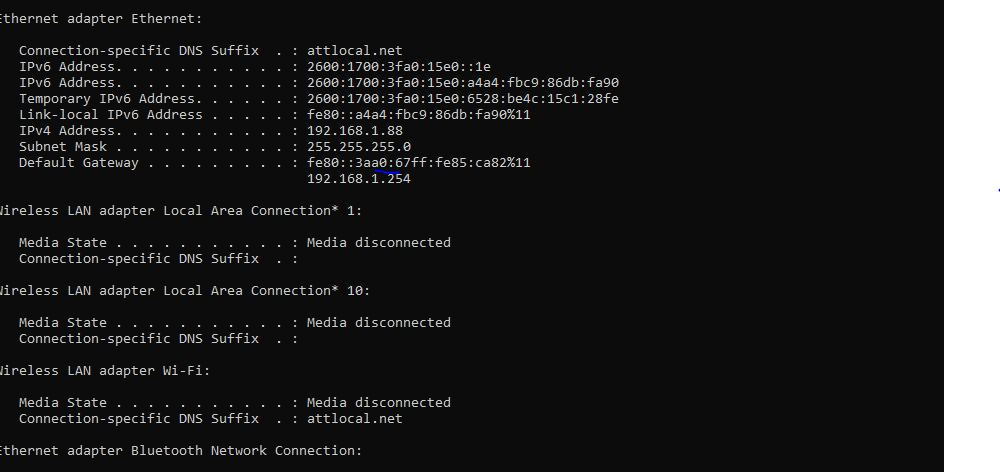 Ethernet adapter Ethernet:
Connection-specific DNS Suffix . : attlocal.net
IPv6 Address. . . . . . . . . . . : 2600:1700:3fa0:15e0::1e
IPv6 Address. . . . . . . . . . . : 2600:1700:3fa0:15e0:a4a4:fbc9:86db:fa90
Temporary IPv6 Address. . . . . . : 2600:1700:3fa0:15e0:6528:be4c:15c1:28fe
Link-local IPv6 Address . . . . . : fe80::a4a4:fbc9:86db:fa90%11
IPv4 Address. . . . . . . . . . . : 192.168.1.88
Subnet Mask . . . . . . . . . . . : 255.255.255.0
Default Gateway . . . . . . . . . : fe80::3aa0:67ff:fe85:ca82%11
192.168.1.254
Wireless LAN adapter Local Area Connection* 1:
Media State . . . . . . . . . . . : Media disconnected
Connection-specific DNS Suffix . :
Wireless LAN adapter Local Area Connection* 10:
Media State . . . . . . . . . . . : Media disconnected
Connection-specific DNS Suffix . :
Wireless LAN adapter Wi-Fi:
Media State . . . . . . . . . . . : Media disconnected
Connection-specific DNS Suffix . : attlocal.net
Ethernet adapter Bluetooth Network Connection: